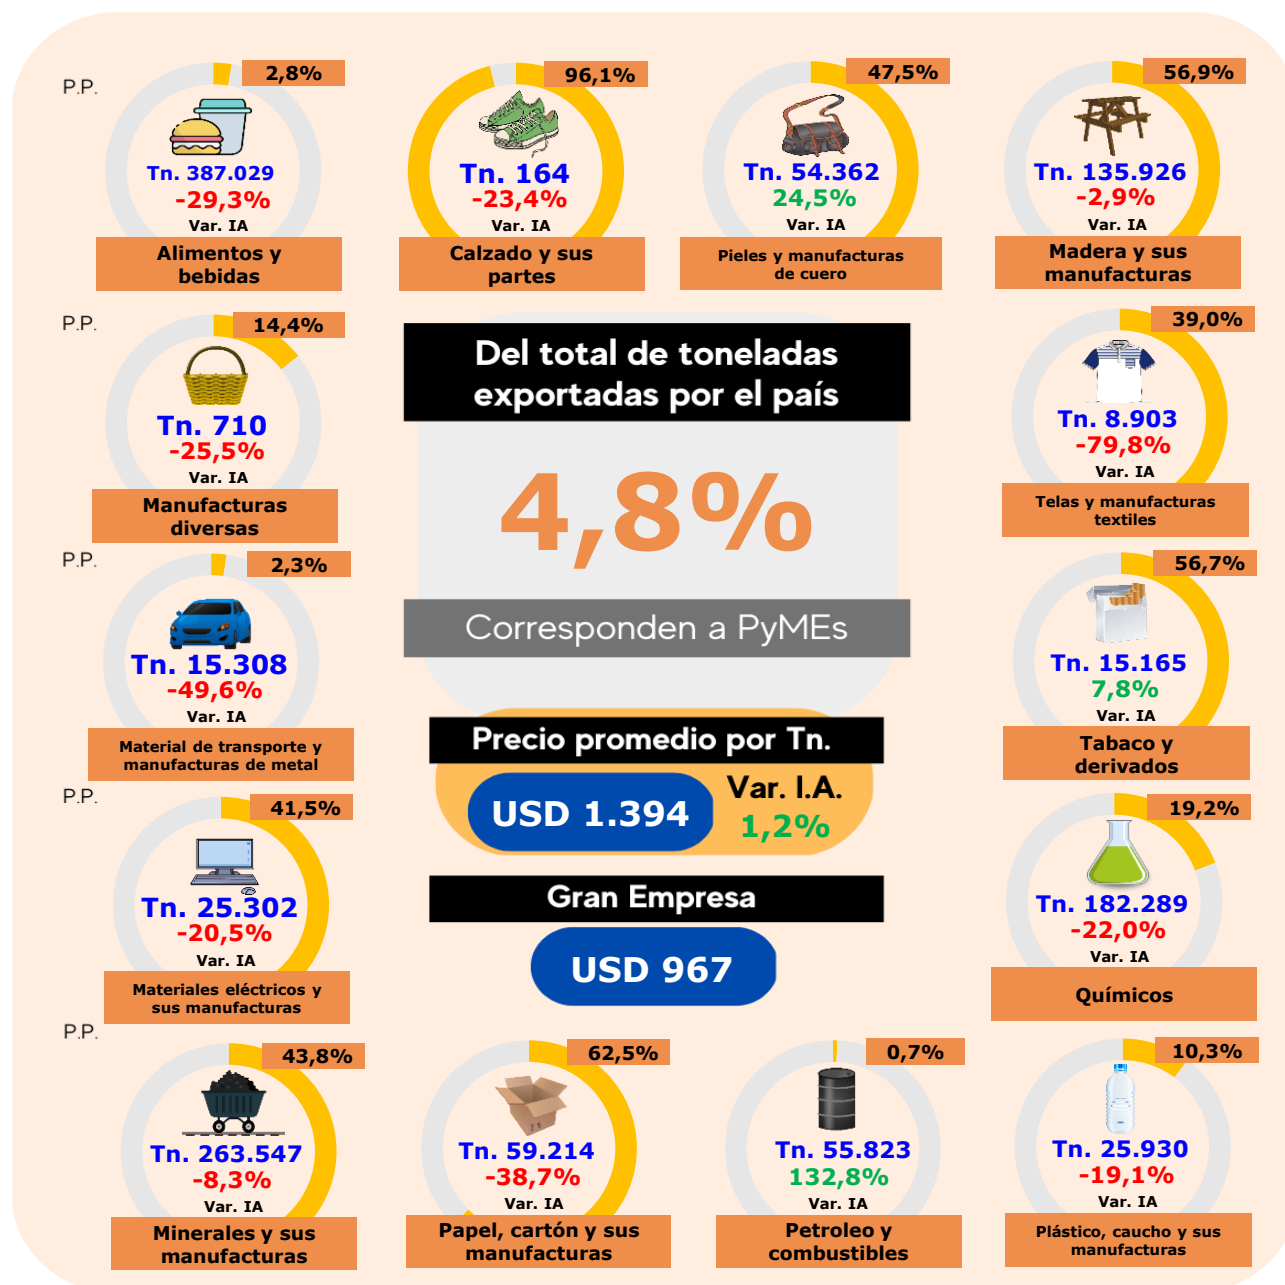 P.P.
2,8%
Tn. 387.029
-29,3%
Var. IA
Alimentos y
bebidas
96,1%
Tn. 164
-23,4%
Var. IA
Calzado y sus
partes
47,5%
Tn. 54.362
24,5%
Var. IA
Pieles y manufacturas
de cuero
56,9%
Tn. 135.926
-2,9%
Var. IA
Madera y sus
manufacturas
P.P.
14,4%
Tn. 710
-25,5%
Var. IA
Manufacturas
diversas
Del total de toneladas
exportadas por el país
4,8%
Corresponden a PyMEs
39,0%
Tn. 8.903
-79,8%
Var. IA
Telas y manufacturas
textiles
P.P.
2,3%
Tn. 15.308
-49,6%
Var. IA
Material de transporte y
manufacturas de metal
Precio promedio por Tn.
USD 1.394
Var. I.A.
1,2%
56,7%
Tn. 15.165
7,8%
Var. IA
Tabaco y
derivados
P.P.
41,5%
Tn. 25.302
-20,5%
Var. IA
Materiales eléctricos y
sus manufacturas
Gran Empresa
USD 967
19,2%
Tn. 182.289
-22,0%
Var. IA
Químicos
P.P.
43,8%
Tn. 263.547
-8,3%
Var. IA
Minerales y sus
manufacturas
62,5%
Tn. 59.214
-38,7%
Var. IA
Papel, cartón y sus
manufacturas
0,7%
Tn. 55.823
132,8%
Var. IA
Petroleo y
combustibles
10,3%
Tn. 25.930
-19,1%
Var. IA
Plástico, caucho y sus
manufacturas